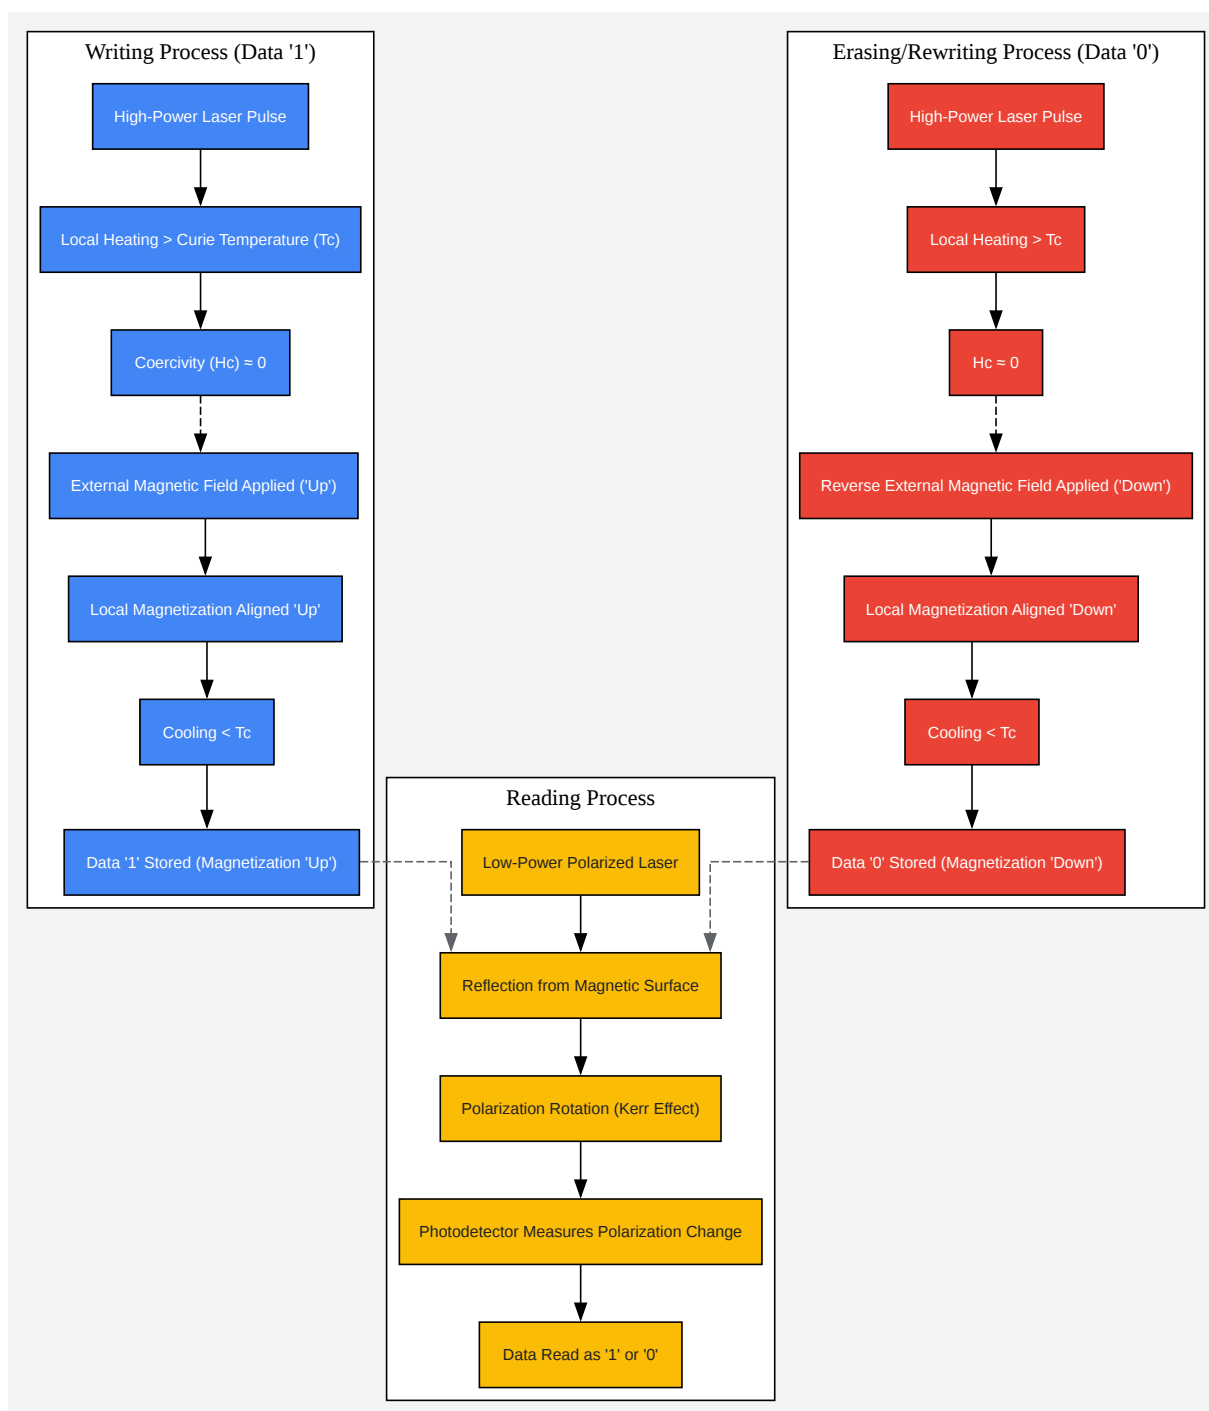 Writing Process (Data '1')
High-Power Laser Pulse
Local Heating > Curie Temperature (Tc)
Coercivity (Hc) ≈ 0
External Magnetic Field Applied ('Up')
Local Magnetization Aligned 'Up'
Cooling < Tc
Data '1' Stored (Magnetization 'Up')
Erasing/Rewriting Process (Data '0')
High-Power Laser Pulse
Local Heating > Tc
Hc ≈ 0
Reverse External Magnetic Field Applied ('Down')
Local Magnetization Aligned 'Down'
Cooling < Tc
Data '0' Stored (Magnetization 'Down')
Reading Process
Low-Power Polarized Laser
Reflection from Magnetic Surface
Polarization Rotation (Kerr Effect)
Photodetector Measures Polarization Change
Data Read as '1' or '0'